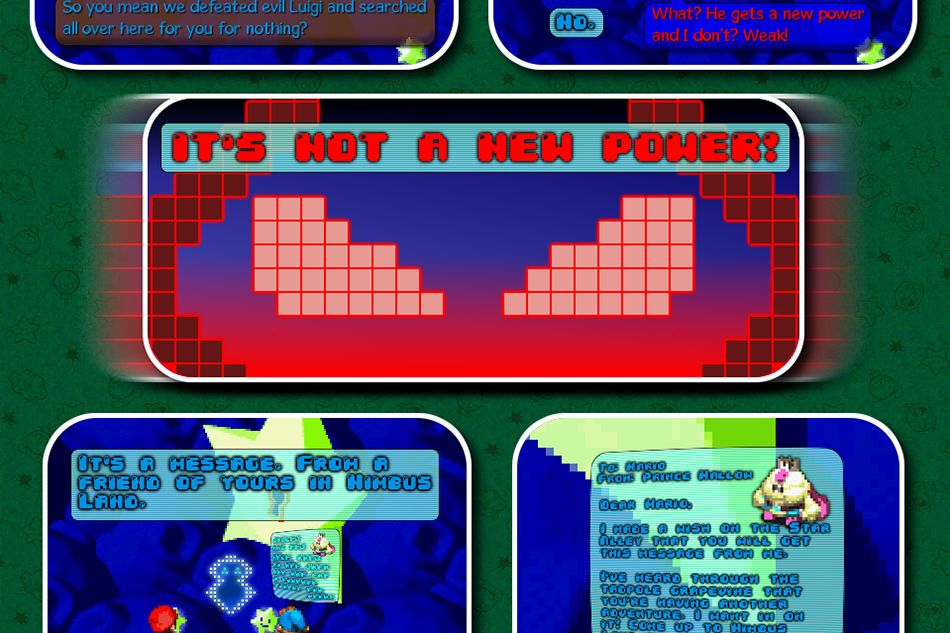 So you mean we defeated evil Luigi and searched
all over here for you for nothing?
No.
What? He gets a new power
and I don't? Weak!
It's not a new power!
It's a message. From a
friend of yours in Nimbus
Land.
To: Mario
From: Prince Mallow
Dear Mario,
I made a wish on the Star
Alley that you will get
this message from me.
I've heard through the
tadpole grapevine that
you're having another
adventure. I want in on
it! Come up to Nimbus